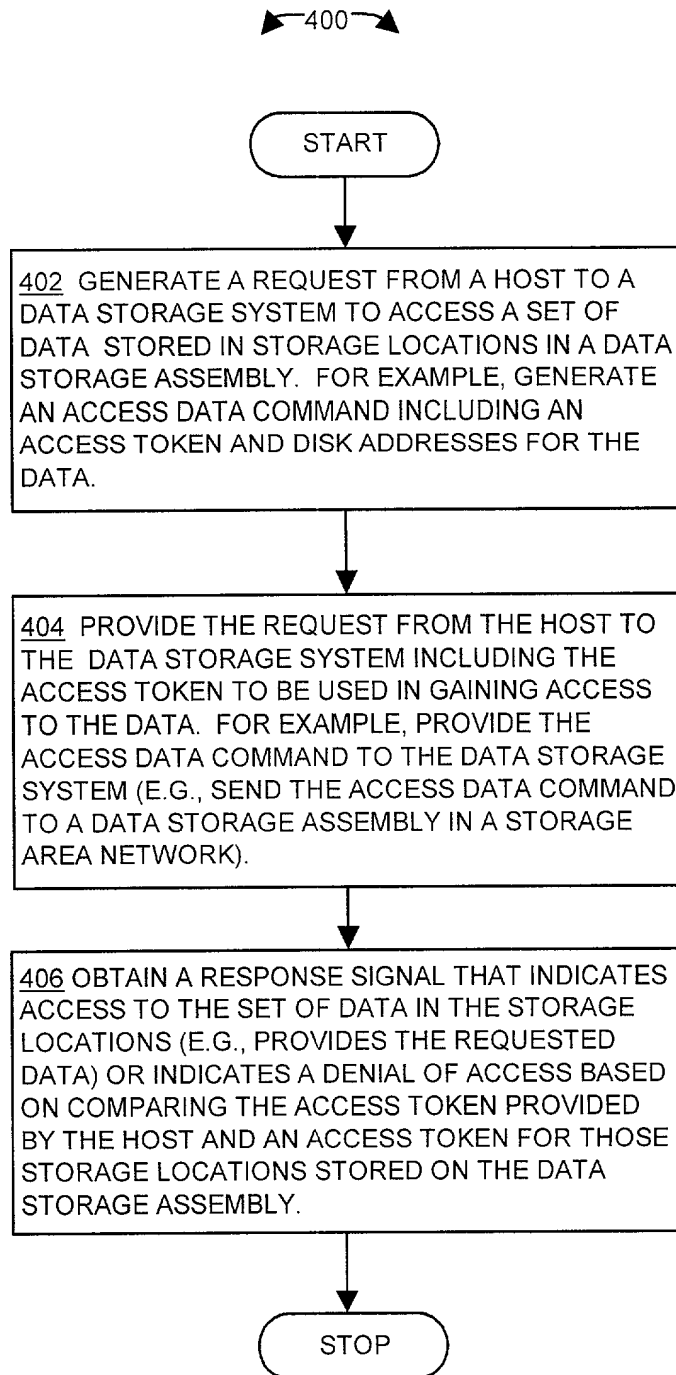 400
START
402 GENERATE A REQUEST FROM A HOST TO A
DATA STORAGE SYSTEM TO ACCESS A SET OF
DATA STORED IN STORAGE LOCATIONS IN A DATA
STORAGE ASSEMBLY. FOR EXAMPLE, GENERATE
AN ACCESS DATA COMMAND INCLUDING AN
ACCESS TOKEN AND DISK ADDRESSES FOR THE
DATA.
404 PROVIDE THE REQUEST FROM THE HOST TO
THE DATA STORAGE SYSTEM INCLUDING THE
ACCESS TOKEN TO BE USED IN GAINING ACCESS
TO THE DATA. FOR EXAMPLE, PROVIDE THE
ACCESS DATA COMMAND TO THE DATA STORAGE
SYSTEM (E.G., SEND THE ACCESS DATA COMMAND
TO A DATA STORAGE ASSEMBLY IN A STORAGE
AREA NETWORK).
406 OBTAIN A RESPONSE SIGNAL THAT INDICATES
ACCESS TO THE SET OF DATA IN THE STORAGE
LOCATIONS (E.G., PROVIDES THE REQUESTED
DATA) OR INDICATES A DENIAL OF ACCESS BASED
ON COMPARING THE ACCESS TOKEN PROVIDED
BY THE HOST AND AN ACCESS TOKEN FOR THOSE
STORAGE LOCATIONS STORED ON THE DATA
STORAGE ASSEMBLY.
STOP